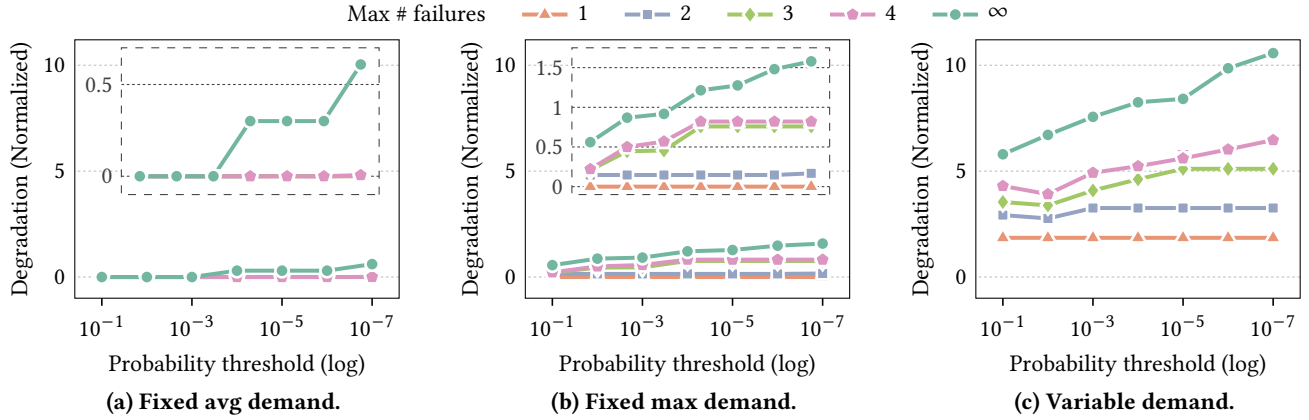 Max # failures 1 2 3 4 ∞
Degradation (Normalized)
10
5
0
0.5
0
10⁻¹ 10⁻³ 10⁻⁵ 10⁻⁷
Probability threshold (log)
(a) Fixed avg demand.
Degradation (Normalized)
10
5
0
1.5
1
0.5
0
10⁻¹ 10⁻³ 10⁻⁵ 10⁻⁷
Probability threshold (log)
(b) Fixed max demand.
Degradation (Normalized)
10
5
0
10⁻¹ 10⁻³ 10⁻⁵ 10⁻⁷
Probability threshold (log)
(c) Variable demand.